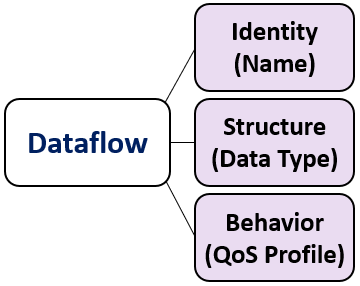 Dataflow
Identity
(Name)
Structure
(Data Type)
Behavior
(QoS Profile)